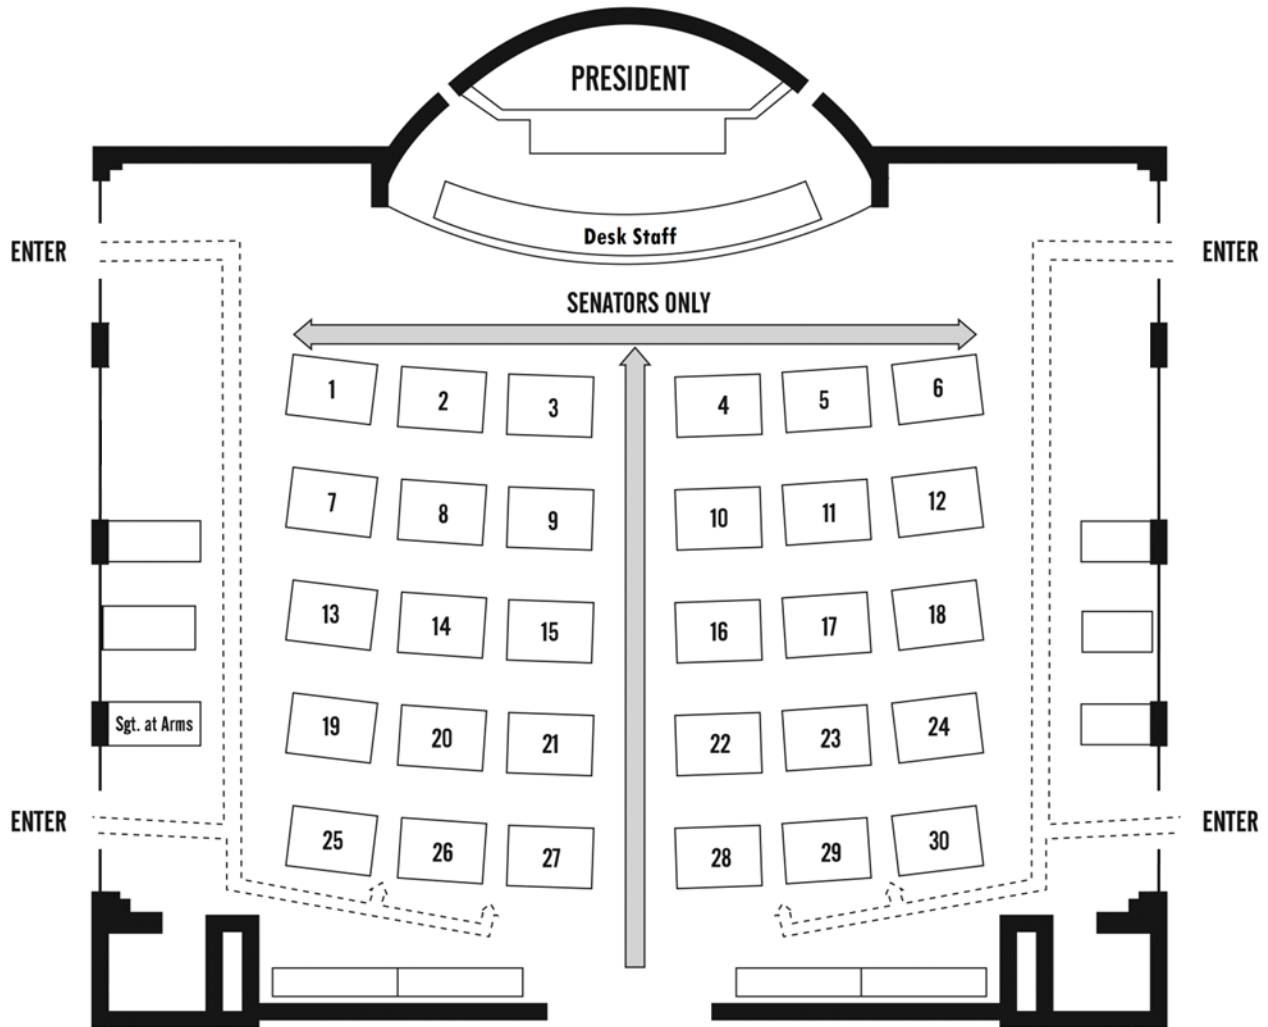 PRESIDENT
Desk Staff
ENTER
ENTER
SENATORS ONLY
1 2 3 4 5 6
7 8 9 10 11 12
13 14 15 16 17 18
19 20 21 22 23 24
Sgt. at Arms
ENTER
ENTER
25 26 27 28 29 30